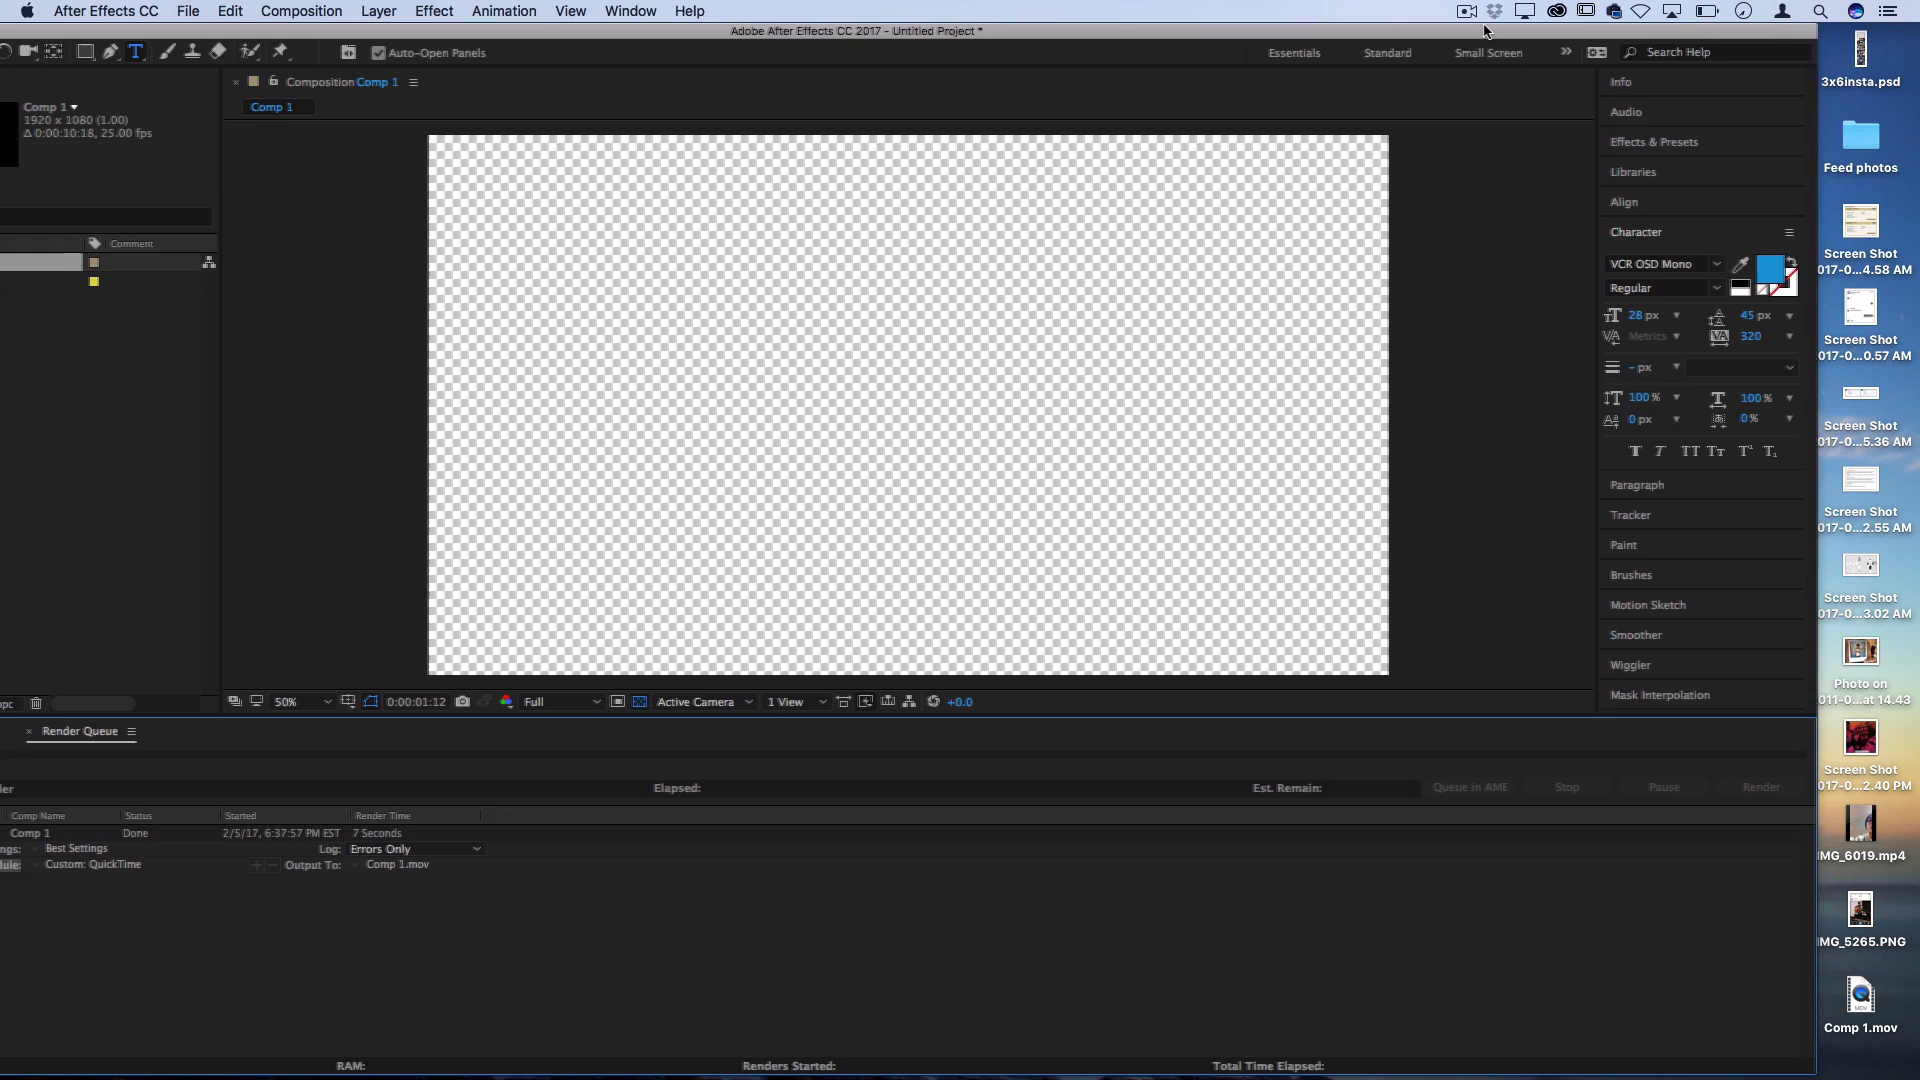 After Effects CC File Edit Composition Layer Effect Animation View Window Help
Adobe After Effects CC 2017 - Untitled Project *
Auto-Open Panels
Essentials Standard Small Screen Search Help
Comp 1
1920 x 1080 (1.00)
Δ 0:00:10:18, 25.00 fps
Comment
Composition Comp 1
Comp 1
Info
Audio
Effects & Presets
Libraries
Align
Character
VCR OSD Mono
Regular
28 px 45 px
Metrics 320
- px
100 % 100 %
0 px 0 %
T T TT Tt T¹ T₁
Paragraph
Tracker
Paint
Brushes
Motion Sketch
Smoother
Wiggler
Mask Interpolation
pc
50% 0:00:01:12 Full Active Camera 1 View +0.0
Render Queue
er Elapsed: Est. Remain: Queue in AME Stop Pause Render
Comp Name Status Started Render Time
Comp 1 Done 2/5/17, 6:37:57 PM EST 7 Seconds
ngs: Best Settings Log: Errors Only
ule: Custom: QuickTime Output To: Comp 1.mov
RAM: Renders Started: Total Time Elapsed:
3x6insta.psd
Feed photos
Screen Shot
017-0...4.58 AM
Screen Shot
017-0...0.57 AM
Screen Shot
017-0...5.36 AM
Screen Shot
017-0...2.55 AM
Screen Shot
017-0...3.02 AM
Photo on
011-0...at 14.43
Screen Shot
017-0...2.40 PM
IMG_6019.mp4
IMG_5265.PNG
MOV
Comp 1.mov